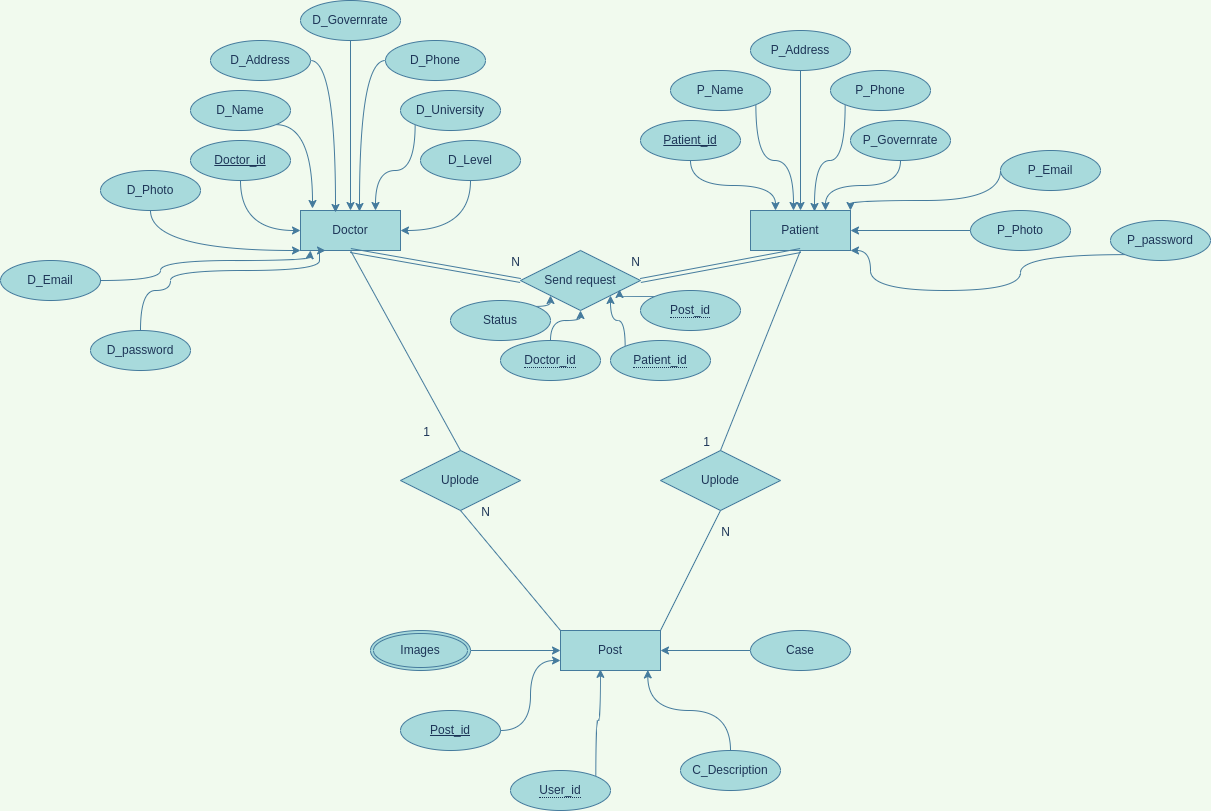 D_Governrate
D_Address
D_Phone
D_Name
D_University
Doctor_id
D_Level
D_Photo
Doctor
D_Email
D_password
P_Address
P_Name
P_Phone
Patient_id
P_Governrate
P_Email
Patient
P_Photo
P_password
N
Send request
N
Status
Post_id
Doctor_id
Patient_id
1
1
Uplode
Uplode
N
N
Images
Post
Case
Post_id
User_id
C_Description